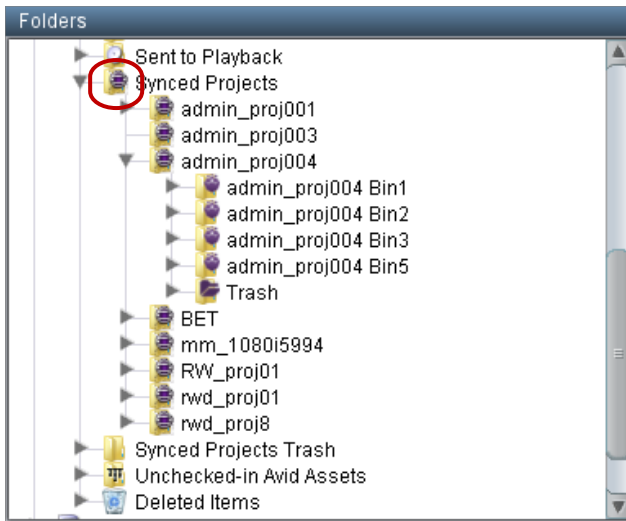 Folders
Sent to Playback
Synced Projects
admin_proj001
admin_proj003
admin_proj004
admin_proj004 Bin1
admin_proj004 Bin2
admin_proj004 Bin3
admin_proj004 Bin5
Trash
BET
mm_1080i5994
RW_proj01
rwd_proj01
rwd_proj8
Synced Projects Trash
Unchecked-in Avid Assets
Deleted Items